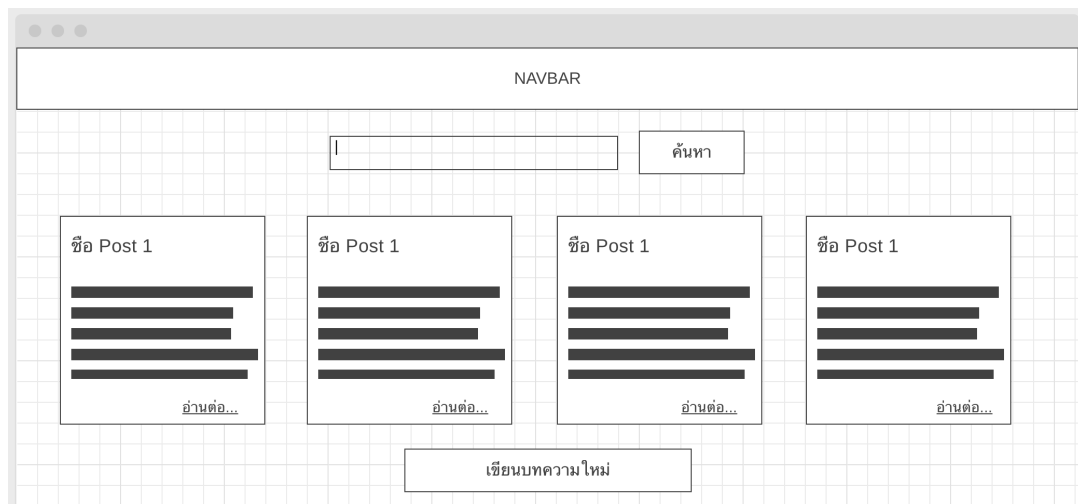 NAVBAR
ค้นหา
ชื่อ Post 1
ชื่อ Post 1
ชื่อ Post 1
ชื่อ Post 1
อ่านต่อ...
อ่านต่อ...
อ่านต่อ...
อ่านต่อ...
เขียนบทความใหม่